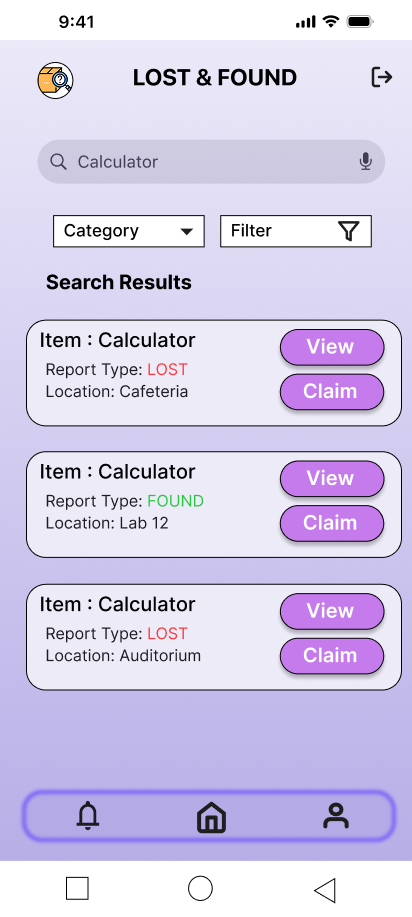 9:41
LOST & FOUND
Calculator
Category
Filter
Search Results
Item : Calculator
Report Type: LOST
Location: Cafeteria
View
Claim
Item : Calculator
Report Type: FOUND
Location: Lab 12
View
Claim
Item : Calculator
Report Type: LOST
Location: Auditorium
View
Claim